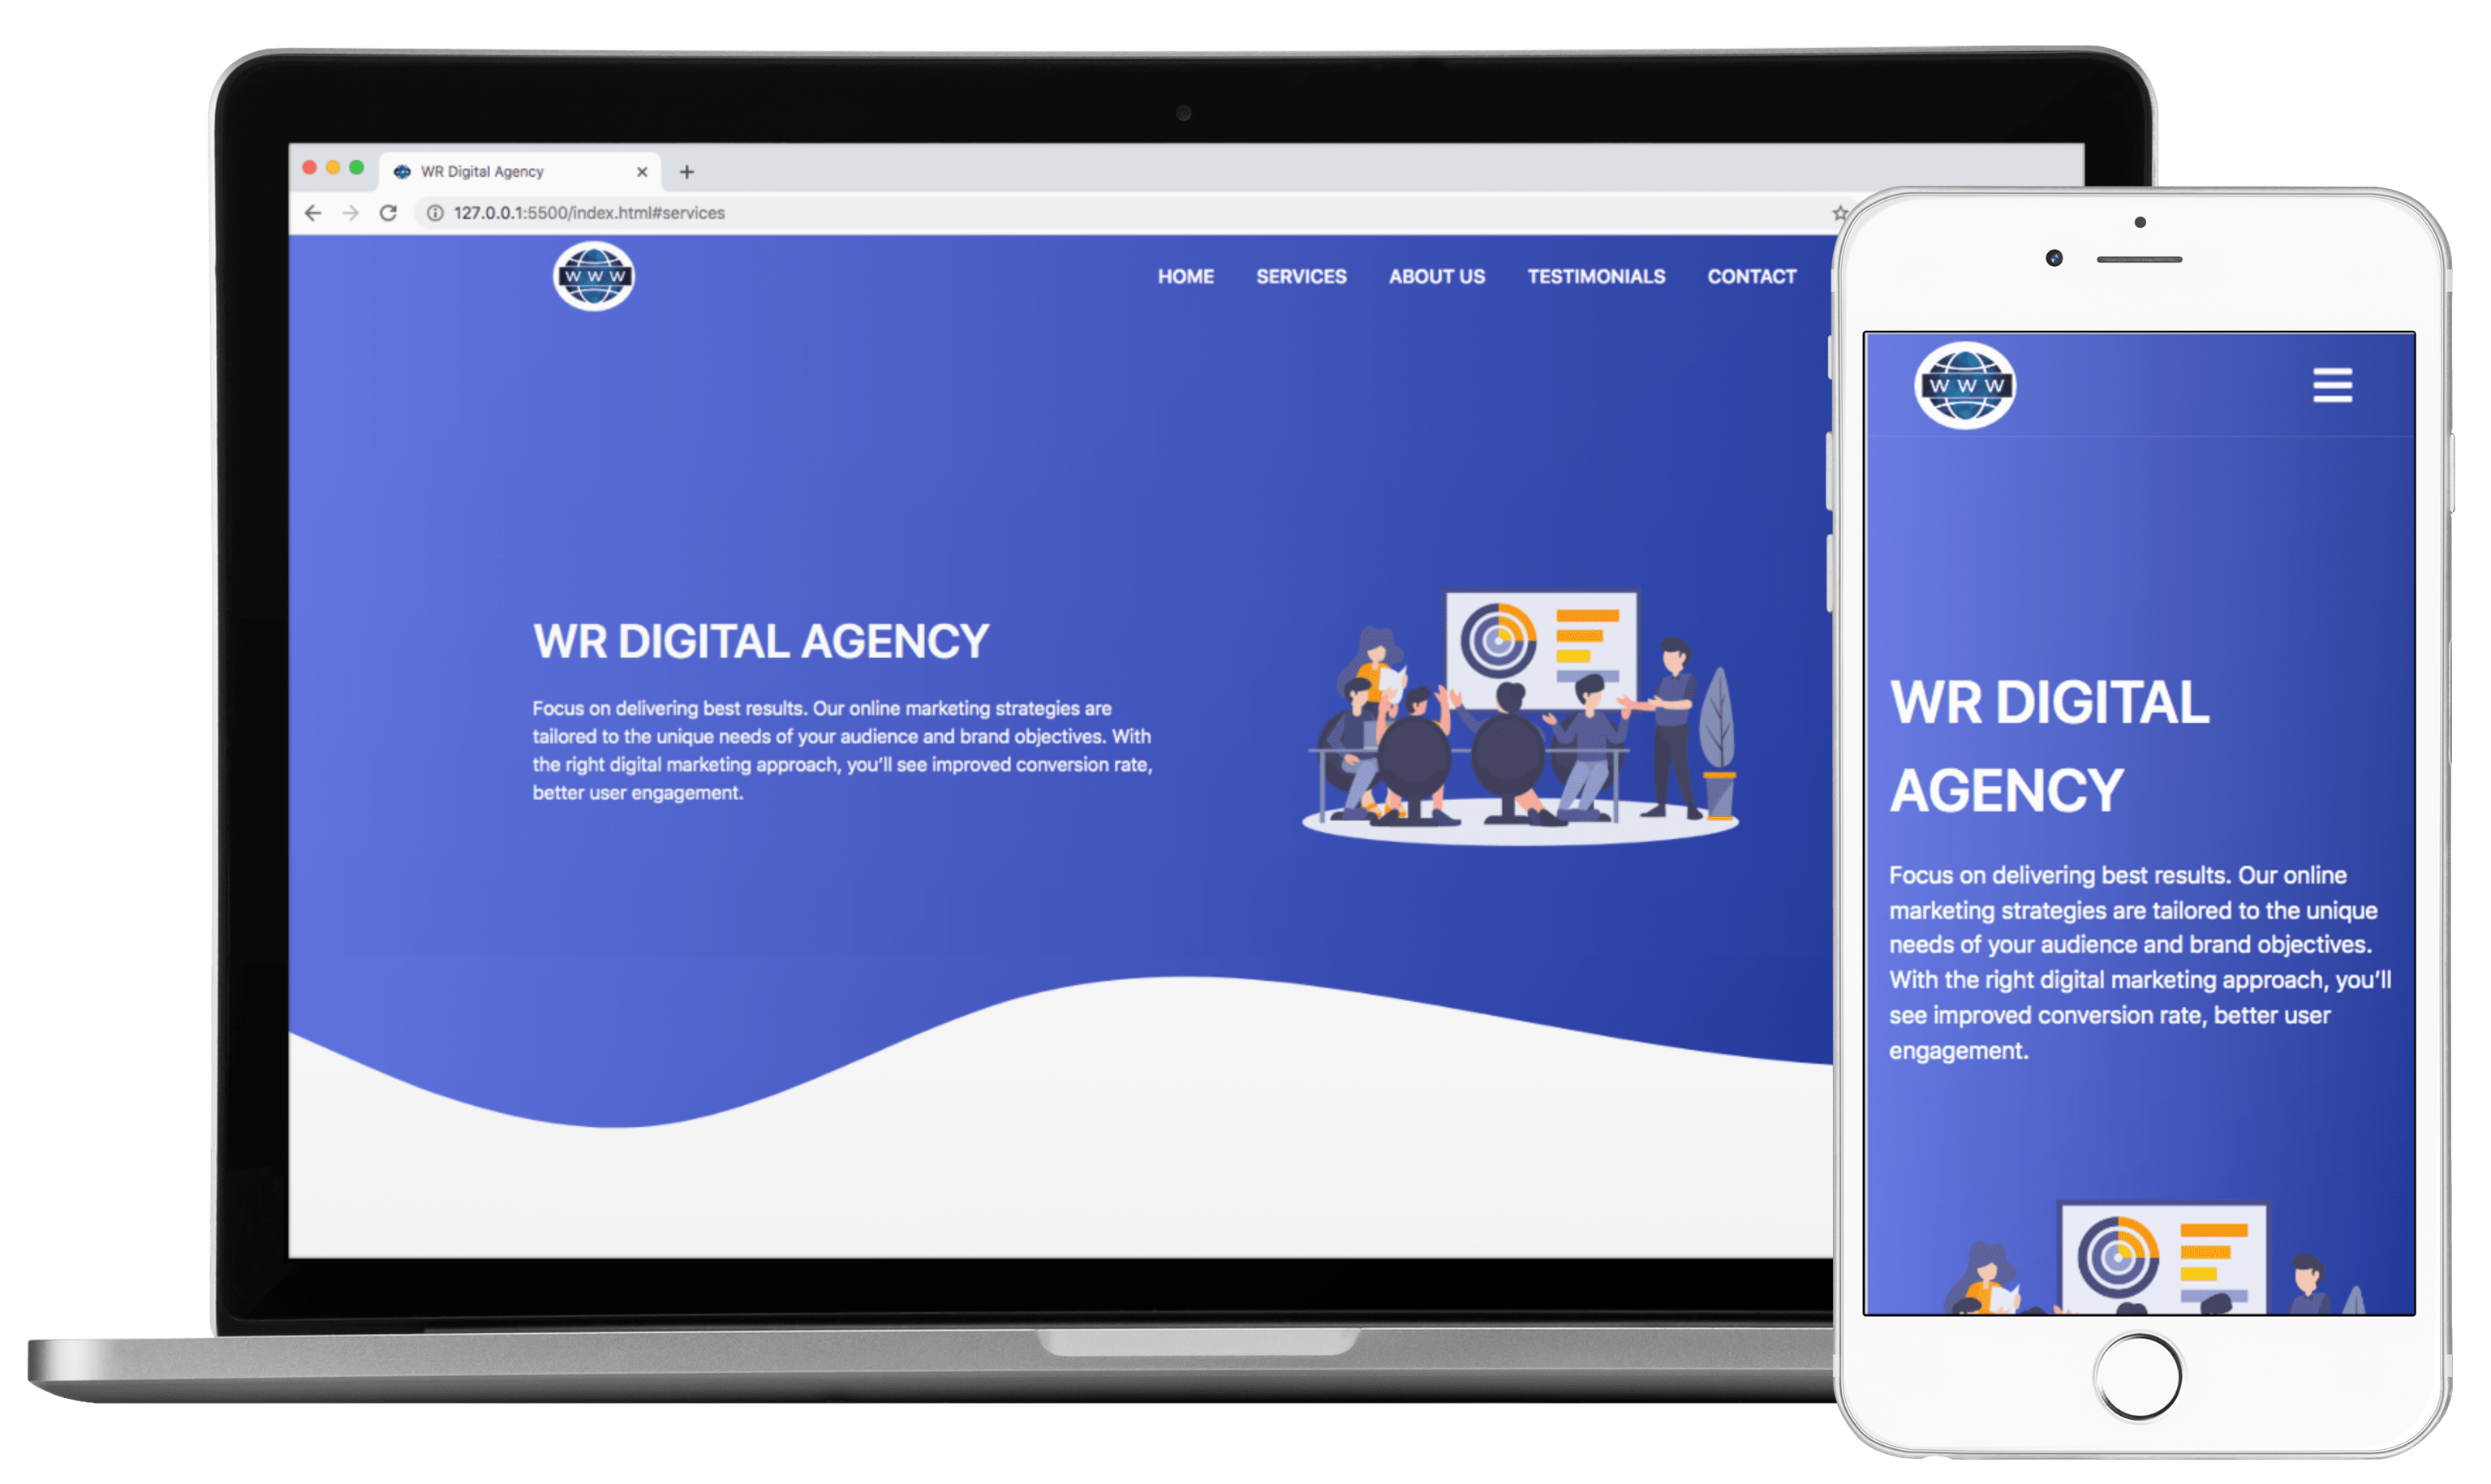 WR Digital Agency
127.0.0.1:5500/index.html#services
WWW
HOME SERVICES ABOUT US TESTIMONIALS CONTACT
WR DIGITAL AGENCY
Focus on delivering best results. Our online marketing strategies are
tailored to the unique needs of your audience and brand objectives. With
the right digital marketing approach, you’ll see improved conversion rate,
better user engagement.
WWW
WR DIGITAL
AGENCY
Focus on delivering best results. Our online
marketing strategies are tailored to the unique
needs of your audience and brand objectives.
With the right digital marketing approach, you’ll
see improved conversion rate, better user
engagement.